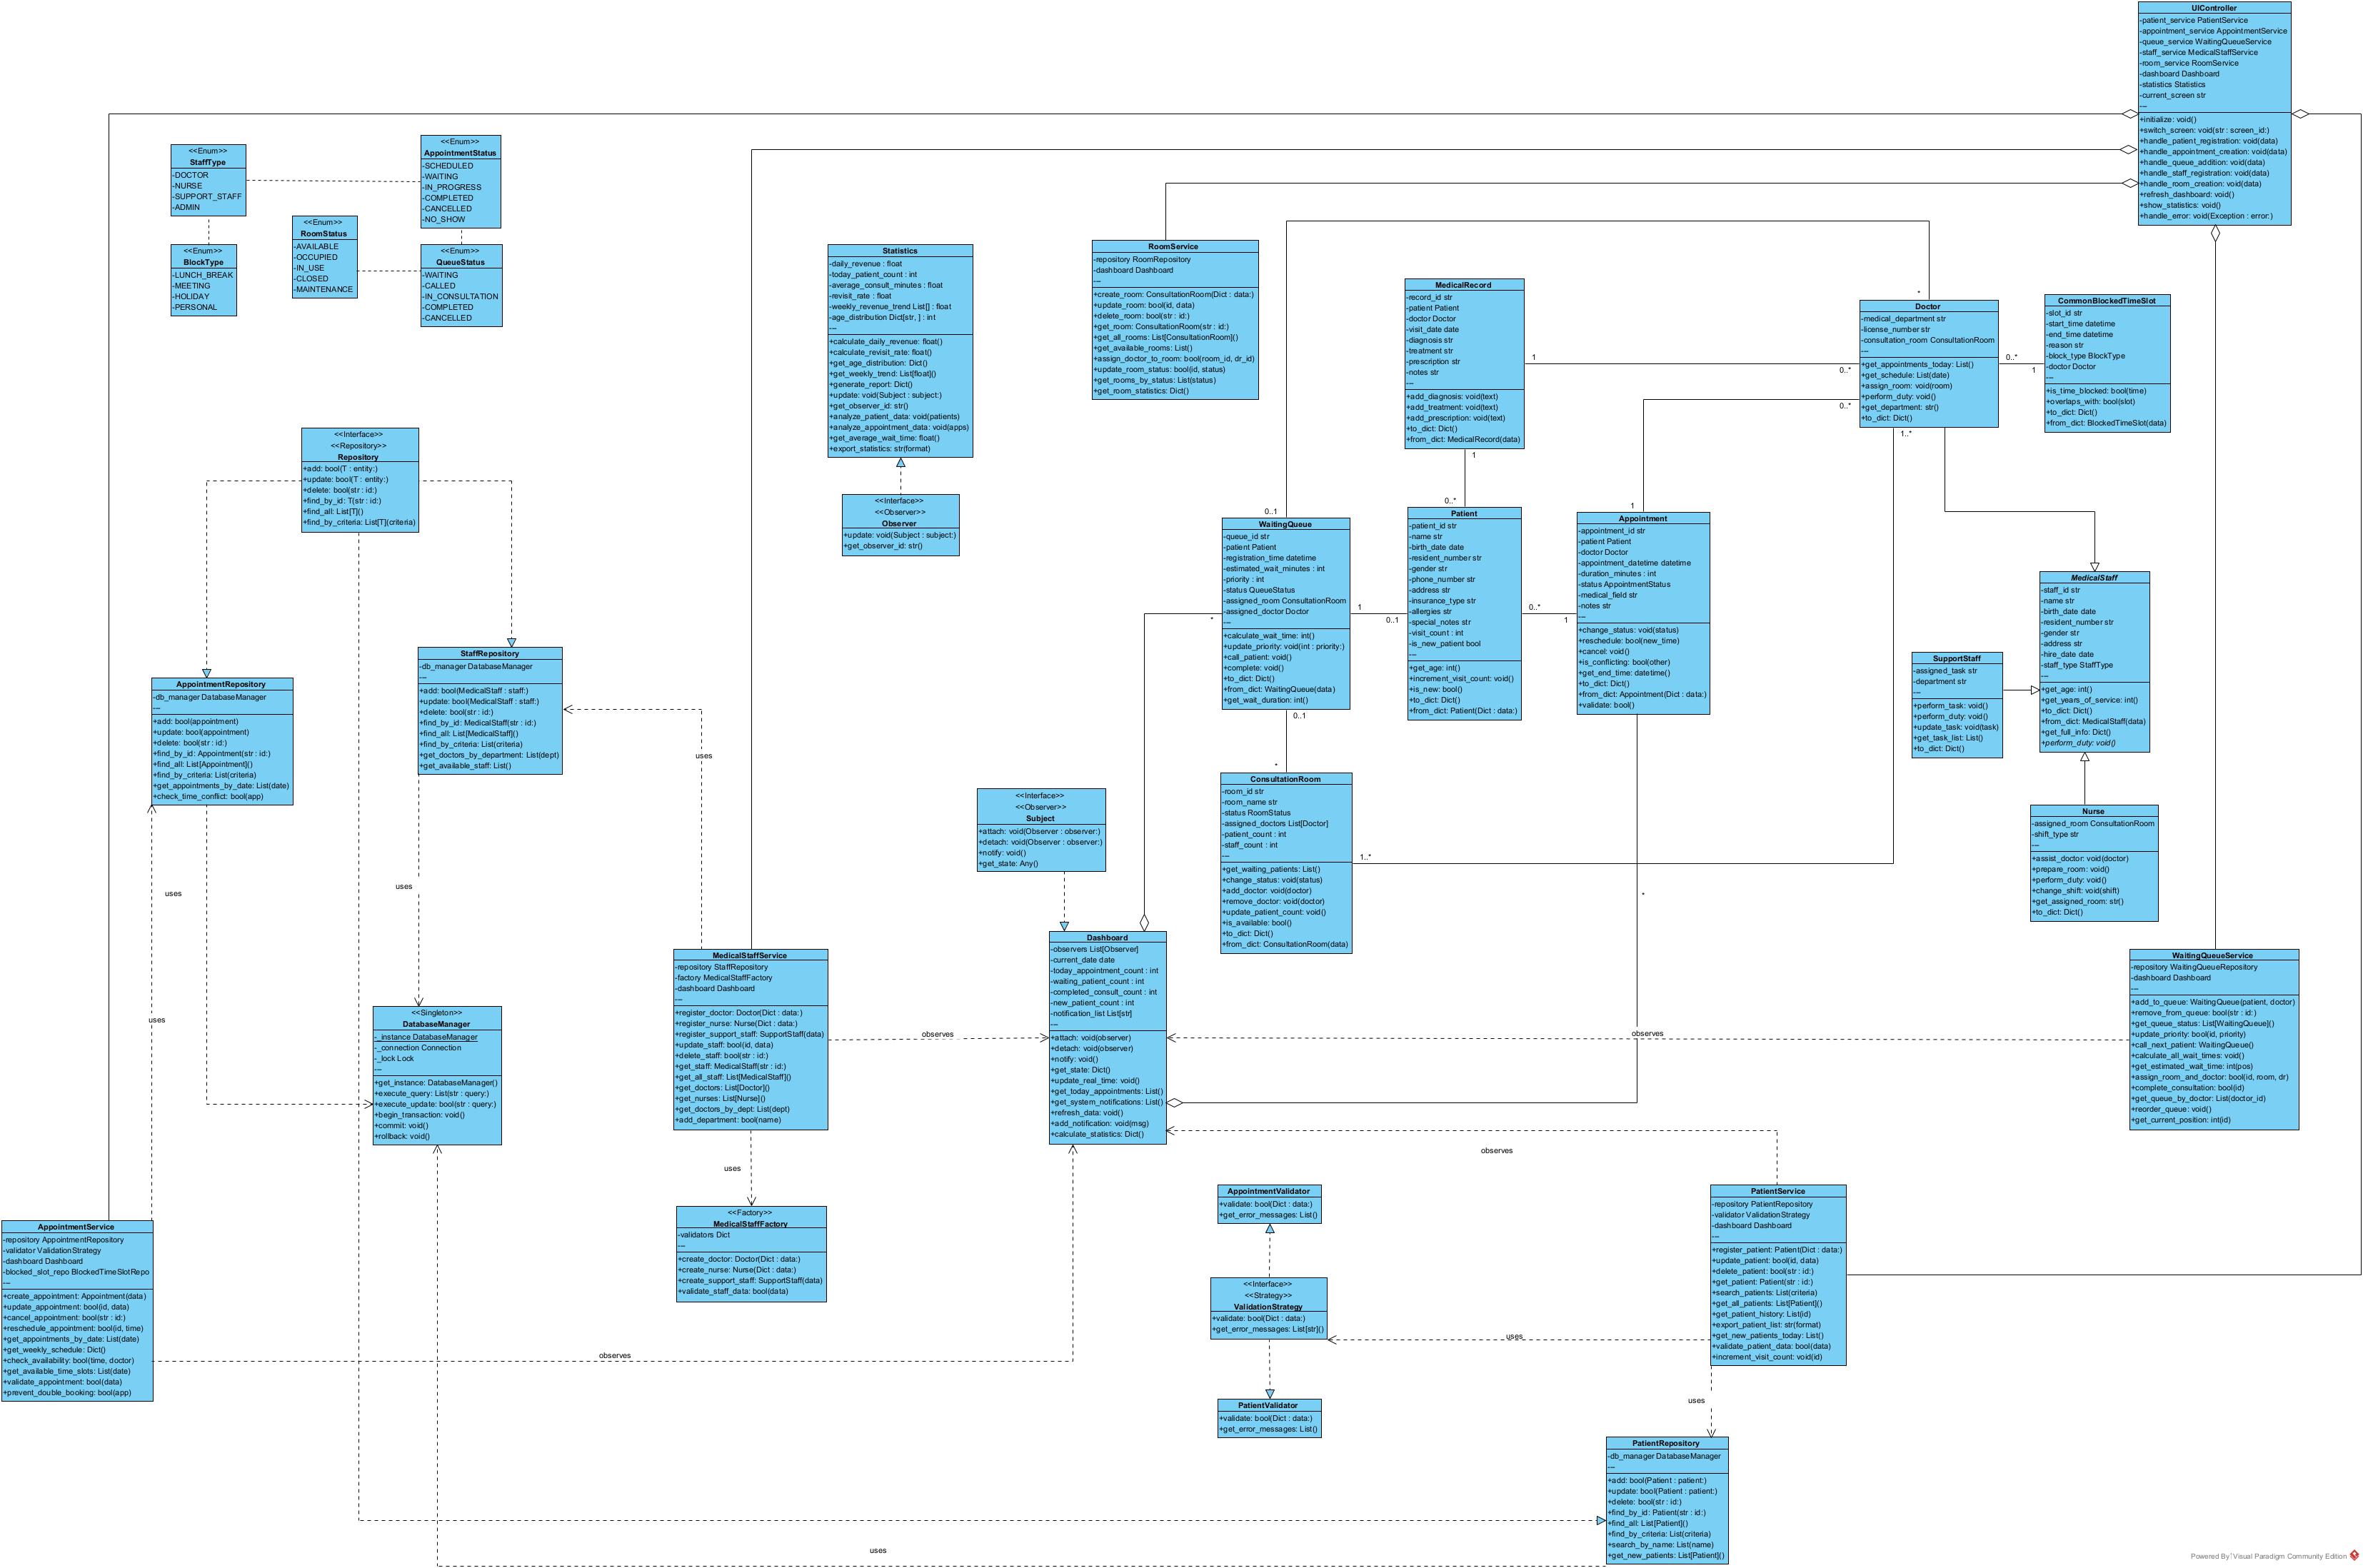 UIController
-patient_service PatientService
-appointment_service AppointmentService
-queue_service WaitingQueueService
-staff_service MedicalStaffService
-room_service RoomService
-dashboard Dashboard
-statistics Statistics
-current_screen str
---
+initialize: void()
+switch_screen: void(str : screen_id:)
+handle_patient_registration: void(data)
+handle_appointment_creation: void(data)
+handle_queue_addition: void(data)
+handle_staff_registration: void(data)
+handle_room_creation: void(data)
+refresh_dashboard: void()
+show_statistics: void()
+handle_error: void(Exception : error:)
<<Enum>>
StaffType
-DOCTOR
-NURSE
-SUPPORT_STAFF
-ADMIN
<<Enum>>
AppointmentStatus
-SCHEDULED
-WAITING
-IN_PROGRESS
-COMPLETED
-CANCELLED
-NO_SHOW
<<Enum>>
RoomStatus
-AVAILABLE
-OCCUPIED
-IN_USE
-CLOSED
-MAINTENANCE
<<Enum>>
BlockType
-LUNCH_BREAK
-MEETING
-HOLIDAY
-PERSONAL
<<Enum>>
QueueStatus
-WAITING
-CALLED
-IN_CONSULTATION
-COMPLETED
-CANCELLED
Statistics
-daily_revenue : float
-today_patient_count : int
-average_consult_minutes : float
-revisit_rate : float
-weekly_revenue_trend List[] : float
-age_distribution Dict[str, ] : int
---
+calculate_daily_revenue: float()
+calculate_revisit_rate: float()
+get_age_distribution: Dict()
+get_weekly_trend: List[float]()
+generate_report: Dict()
+update: void(Subject : subject:)
+get_observer_id: str()
+analyze_patient_data: void(patients)
+analyze_appointment_data: void(apps)
+get_average_wait_time: float()
+export_statistics: str(format)
RoomService
-repository RoomRepository
-dashboard Dashboard
---
+create_room: ConsultationRoom(Dict : data:)
+update_room: bool(id, data)
+delete_room: bool(str : id:)
+get_room: ConsultationRoom(str : id:)
+get_all_rooms: List[ConsultationRoom]()
+get_available_rooms: List()
+assign_doctor_to_room: bool(room_id, dr_id)
+update_room_status: bool(id, status)
+get_rooms_by_status: List(status)
+get_room_statistics: Dict()
MedicalRecord
-record_id str
-patient Patient
-doctor Doctor
-visit_date date
-diagnosis str
-treatment str
-prescription str
-notes str
---
+add_diagnosis: void(text)
+add_treatment: void(text)
+add_prescription: void(text)
+to_dict: Dict()
+from_dict: MedicalRecord(data)
*
Doctor
-medical_department str
-license_number str
-consultation_room ConsultationRoom
---
+get_appointments_today: List()
+get_schedule: List(date)
+assign_room: void(room)
+perform_duty: void()
+get_department: str()
+to_dict: Dict()
CommonBlockedTimeSlot
-slot_id str
-start_time datetime
-end_time datetime
-reason str
-block_type BlockType
-doctor Doctor
---
+is_time_blocked: bool(time)
+overlaps_with: bool(slot)
+to_dict: Dict()
+from_dict: BlockedTimeSlot(data)
1
0..*
0..*
1
0..*
1..*
<<Interface>>
<<Repository>>
Repository
+add: bool(T : entity:)
+update: bool(T : entity:)
+delete: bool(str : id:)
+find_by_id: T(str : id:)
+find_all: List[T]()
+find_by_criteria: List[T](criteria)
<<Interface>>
<<Observer>>
Observer
+update: void(Subject : subject:)
+get_observer_id: str()
1
0..*
0..1
1
WaitingQueue
-queue_id str
-patient Patient
-registration_time datetime
-estimated_wait_minutes : int
-priority : int
-status QueueStatus
-assigned_room ConsultationRoom
-assigned_doctor Doctor
---
+calculate_wait_time: int()
+update_priority: void(int : priority:)
+call_patient: void()
+complete: void()
+to_dict: Dict()
+from_dict: WaitingQueue(data)
+get_wait_duration: int()
Patient
-patient_id str
-name str
-birth_date date
-resident_number str
-gender str
-phone_number str
-address str
-insurance_type str
-allergies str
-special_notes str
-visit_count : int
-is_new_patient bool
---
+get_age: int()
+increment_visit_count: void()
+is_new: bool()
+to_dict: Dict()
+from_dict: Patient(Dict : data:)
Appointment
-appointment_id str
-patient Patient
-doctor Doctor
-appointment_datetime datetime
-duration_minutes : int
-status AppointmentStatus
-medical_field str
-notes str
---
+change_status: void(status)
+reschedule: bool(new_time)
+cancel: void()
+is_conflicting: bool(other)
+get_end_time: datetime()
+to_dict: Dict()
+from_dict: Appointment(Dict : data:)
+validate: bool()
*
1
0..1
0..*
1
MedicalStaff
-staff_id str
-name str
-birth_date date
-resident_number str
-gender str
-address str
-hire_date date
-staff_type StaffType
---
+get_age: int()
+get_years_of_service: int()
+to_dict: Dict()
+from_dict: MedicalStaff(data)
+get_full_info: Dict()
+perform_duty: void()
SupportStaff
-assigned_task str
-department str
---
+perform_task: void()
+perform_duty: void()
+update_task: void(task)
+get_task_list: List()
+to_dict: Dict()
StaffRepository
-db_manager DatabaseManager
---
+add: bool(MedicalStaff : staff:)
+update: bool(MedicalStaff : staff:)
+delete: bool(str : id:)
+find_by_id: MedicalStaff(str : id:)
+find_all: List[MedicalStaff]()
+find_by_criteria: List(criteria)
+get_doctors_by_department: List(dept)
+get_available_staff: List()
AppointmentRepository
-db_manager DatabaseManager
---
+add: bool(appointment)
+update: bool(appointment)
+delete: bool(str : id:)
+find_by_id: Appointment(str : id:)
+find_all: List[Appointment]()
+find_by_criteria: List(criteria)
+get_appointments_by_date: List(date)
+check_time_conflict: bool(app)
uses
0..1
*
ConsultationRoom
-room_id str
-room_name str
-status RoomStatus
-assigned_doctors List[Doctor]
-patient_count : int
-staff_count : int
---
+get_waiting_patients: List()
+change_status: void(status)
+add_doctor: void(doctor)
+remove_doctor: void(doctor)
+update_patient_count: void()
+is_available: bool()
+to_dict: Dict()
+from_dict: ConsultationRoom(data)
1..*
*
<<Interface>>
<<Observer>>
Subject
+attach: void(Observer : observer:)
+detach: void(Observer : observer:)
+notify: void()
+get_state: Any()
Nurse
-assigned_room ConsultationRoom
-shift_type str
---
+assist_doctor: void(doctor)
+prepare_room: void()
+perform_duty: void()
+change_shift: void(shift)
+get_assigned_room: str()
+to_dict: Dict()
uses
uses
uses
Dashboard
-observers List[Observer]
-current_date date
-today_appointment_count : int
-waiting_patient_count : int
-completed_consult_count : int
-new_patient_count : int
-notification_list List[str]
---
+attach: void(observer)
+detach: void(observer)
+notify: void()
+get_state: Dict()
+update_real_time: void()
+get_today_appointments: List()
+get_system_notifications: List()
+refresh_data: void()
+add_notification: void(msg)
+calculate_statistics: Dict()
MedicalStaffService
-repository StaffRepository
-factory MedicalStaffFactory
-dashboard Dashboard
---
+register_doctor: Doctor(Dict : data:)
+register_nurse: Nurse(Dict : data:)
+register_support_staff: SupportStaff(data)
+update_staff: bool(id, data)
+delete_staff: bool(str : id:)
+get_staff: MedicalStaff(str : id:)
+get_all_staff: List[MedicalStaff]()
+get_doctors: List[Doctor]()
+get_nurses: List[Nurse]()
+get_doctors_by_dept: List(dept)
+add_department: bool(name)
WaitingQueueService
-repository WaitingQueueRepository
-dashboard Dashboard
---
+add_to_queue: WaitingQueue(patient, doctor)
+remove_from_queue: bool(str : id:)
+get_queue_status: List[WaitingQueue]()
+update_priority: bool(id, priority)
+call_next_patient: WaitingQueue()
+calculate_all_wait_times: void()
+get_estimated_wait_time: int(pos)
+assign_room_and_doctor: bool(id, room, dr)
+complete_consultation: bool(id)
+get_queue_by_doctor: List(doctor_id)
+reorder_queue: void()
+get_current_position: int(id)
<<Singleton>>
DatabaseManager
-_instance DatabaseManager
-_connection Connection
-_lock Lock
---
+get_instance: DatabaseManager()
+execute_query: List(str : query:)
+execute_update: bool(str : query:)
+begin_transaction: void()
+commit: void()
+rollback: void()
observes
observes
observes
uses
<<Factory>>
MedicalStaffFactory
-validators Dict
---
+create_doctor: Doctor(Dict : data:)
+create_nurse: Nurse(Dict : data:)
+create_support_staff: SupportStaff(data)
+validate_staff_data: bool(data)
AppointmentValidator
+validate: bool(Dict : data:)
+get_error_messages: List()
PatientService
-repository PatientRepository
-validator ValidationStrategy
-dashboard Dashboard
---
+register_patient: Patient(Dict : data:)
+update_patient: bool(id, data)
+delete_patient: bool(str : id:)
+get_patient: Patient(str : id:)
+search_patients: List(criteria)
+get_all_patients: List[Patient]()
+get_patient_history: List(id)
+export_patient_list: str(format)
+get_new_patients_today: List()
+validate_patient_data: bool(data)
+increment_visit_count: void(id)
AppointmentService
-repository AppointmentRepository
-validator ValidationStrategy
-dashboard Dashboard
-blocked_slot_repo BlockedTimeSlotRepo
---
+create_appointment: Appointment(data)
+update_appointment: bool(id, data)
+cancel_appointment: bool(str : id:)
+reschedule_appointment: bool(id, time)
+get_appointments_by_date: List(date)
+get_weekly_schedule: Dict()
+check_availability: bool(time, doctor)
+get_available_time_slots: List(date)
+validate_appointment: bool(data)
+prevent_double_booking: bool(app)
<<Interface>>
<<Strategy>>
ValidationStrategy
+validate: bool(Dict : data:)
+get_error_messages: List[str]()
uses
observes
PatientValidator
+validate: bool(Dict : data:)
+get_error_messages: List()
uses
PatientRepository
-db_manager DatabaseManager
---
+add: bool(Patient : patient:)
+update: bool(Patient : patient:)
+delete: bool(str : id:)
+find_by_id: Patient(str : id:)
+find_all: List[Patient]()
+find_by_criteria: List(criteria)
+search_by_name: List(name)
+get_new_patients: List[Patient]()
uses
Powered By Visual Paradigm Community Edition